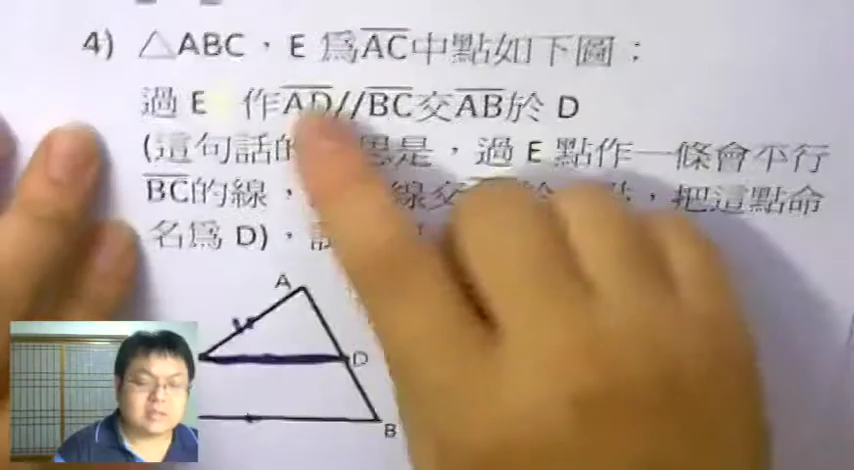 4) △ABC，E 為AC中點如下圖：
過 E 作AD//BC交AB於 D
(這句話的思是，過 E 點作一條會平行
BC的線，線交，把這點命
名為 D)，
A
D
B